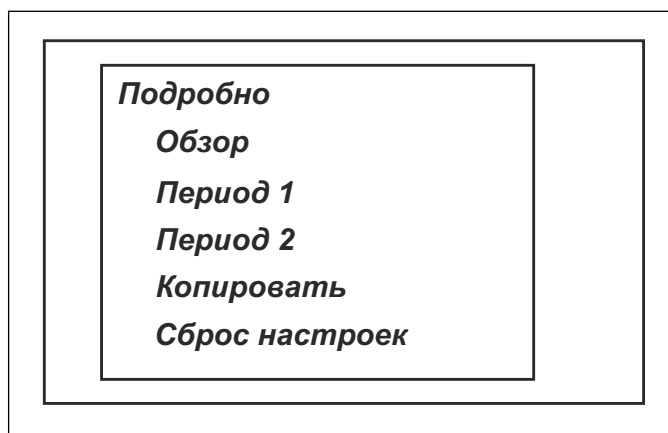 Подробно
Обзор
Период 1
Период 2
Копировать
Сброс настроек